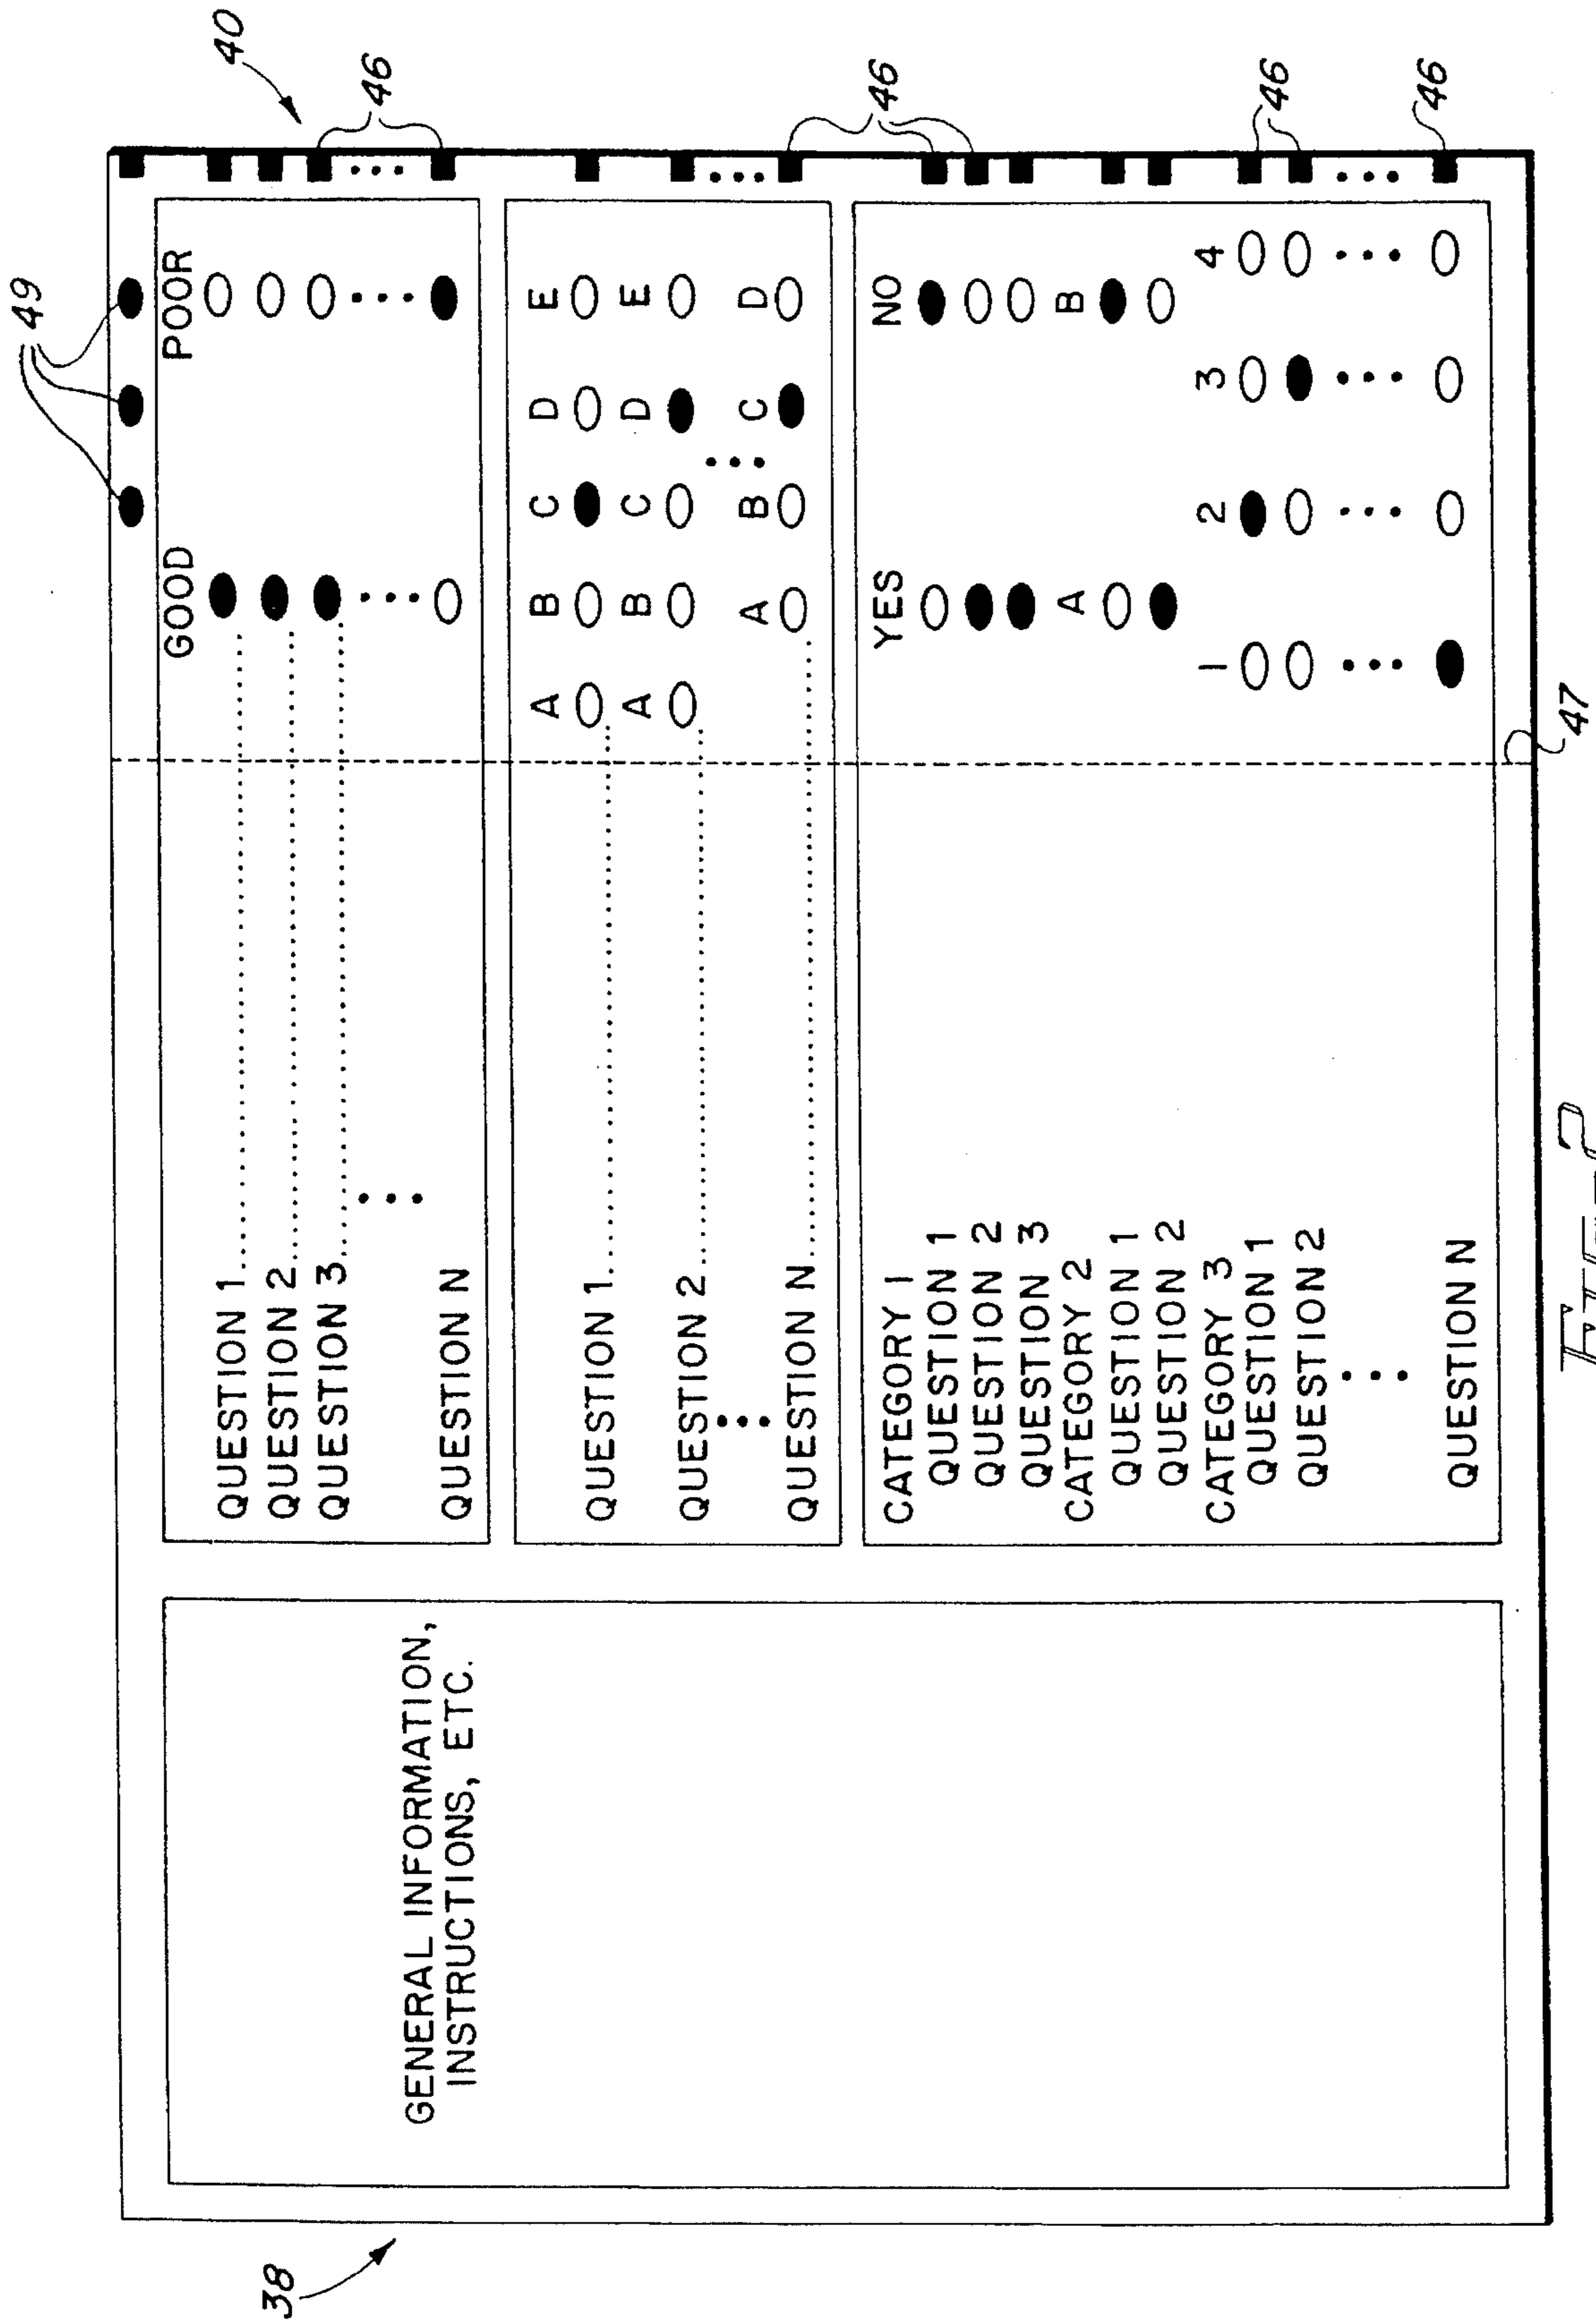 38
40
49
46
46
46
46
47
GENERAL INFORMATION,
INSTRUCTIONS, ETC.
GOOD POOR
QUESTION 1
QUESTION 2
QUESTION 3
QUESTION N
A B C D E
QUESTION 1
A B C D E
QUESTION 2
A B C D
QUESTION N
CATEGORY 1 YES NO
QUESTION 1
QUESTION 2
QUESTION 3
CATEGORY 2 A B
QUESTION 1
QUESTION 2
CATEGORY 3 1 2 3 4
QUESTION 1
QUESTION 2
QUESTION N